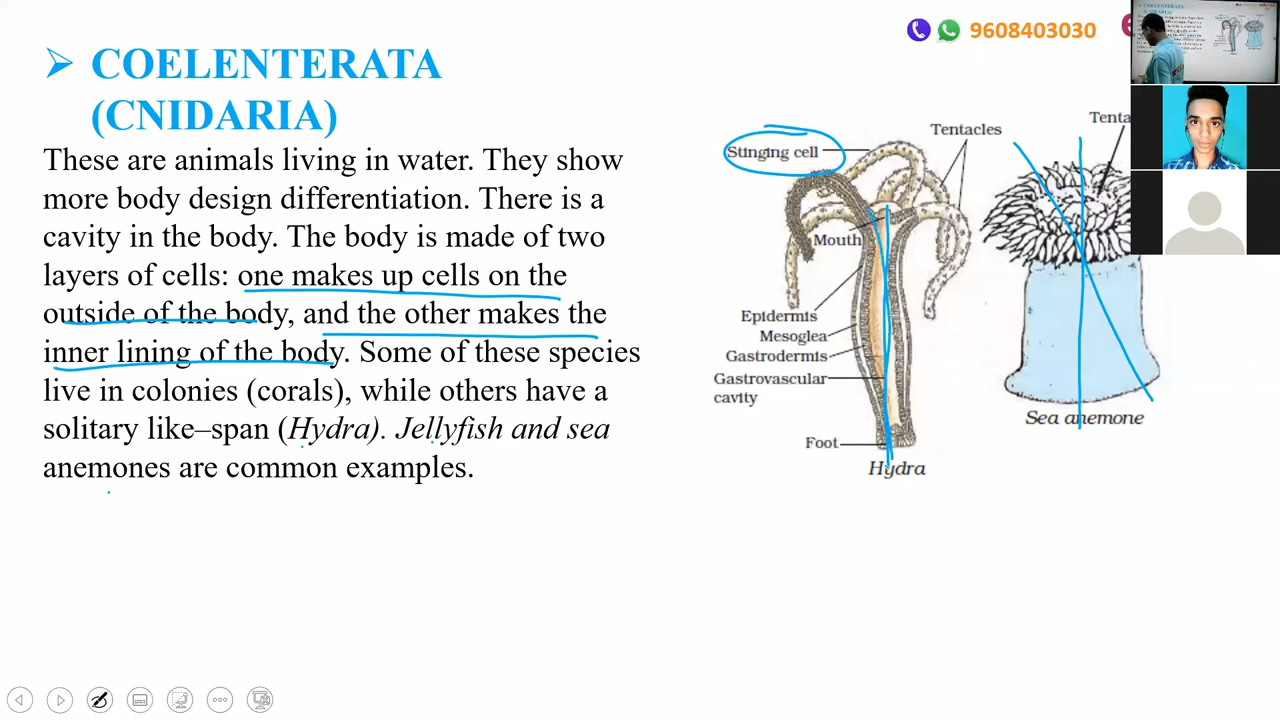 9608403030
COELENTERATA
(CNIDARIA)
These are animals living in water. They show
more body design differentiation. There is a
cavity in the body. The body is made of two
layers of cells: one makes up cells on the
outside of the body, and the other makes the
inner lining of the body. Some of these species
live in colonies (corals), while others have a
solitary like–span (Hydra). Jellyfish and sea
anemones are common examples.
Stinging cell
Tentacles
Mouth
Epidermis
Mesoglea
Gastrodermis
Gastrovascular
cavity
Foot
Hydra
Tenta
Sea anemone